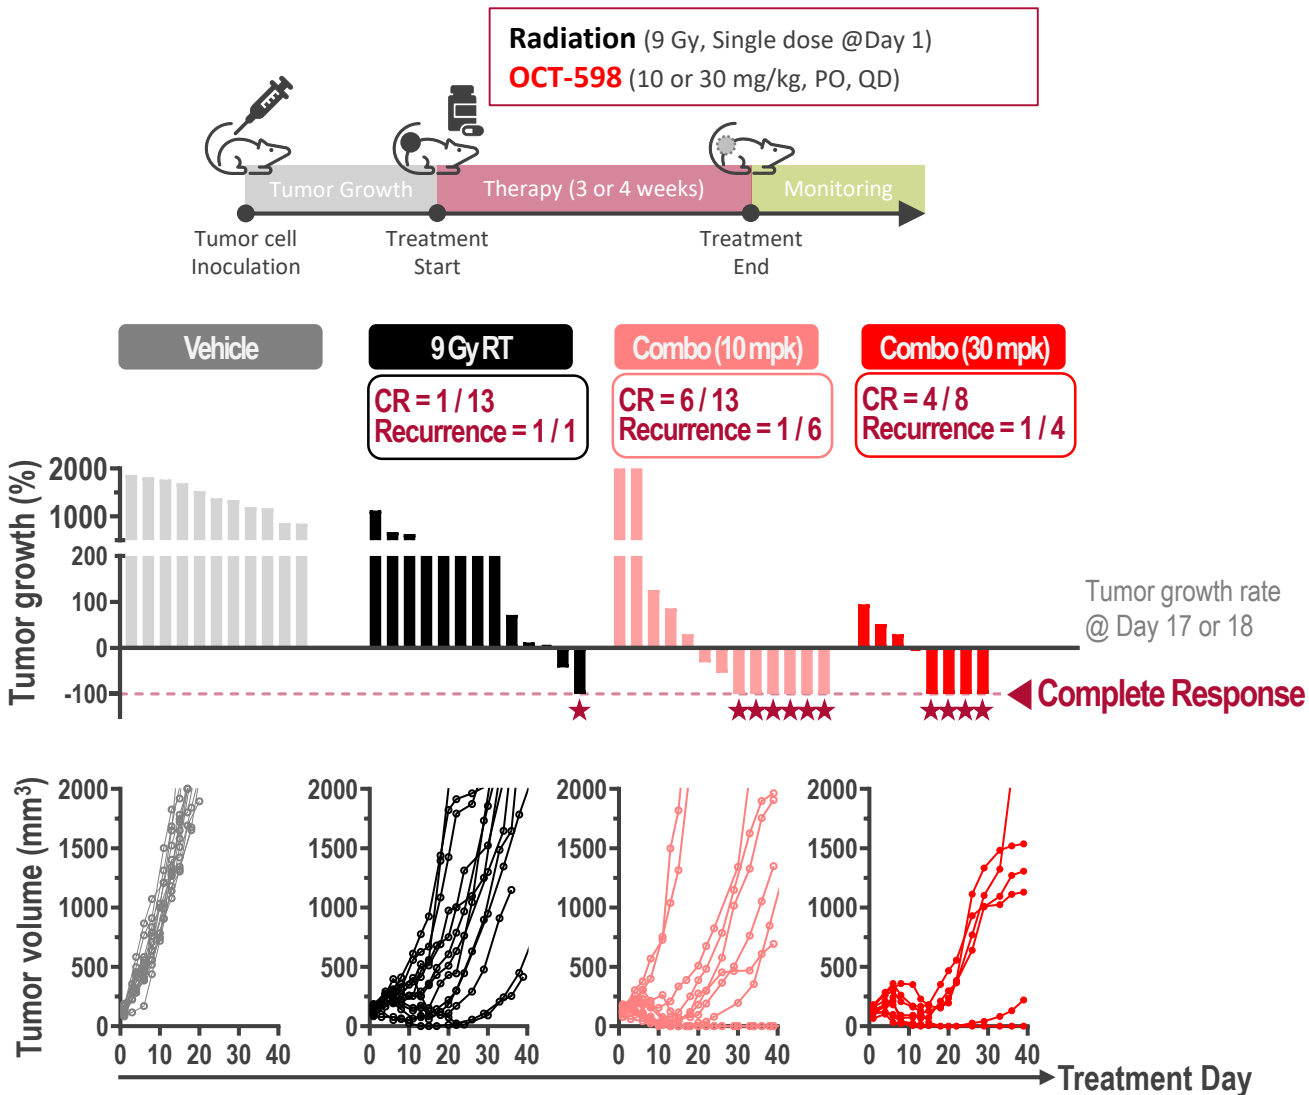 Radiation (9 Gy, Single dose @Day 1)
OCT-598 (10 or 30 mg/kg, PO, QD)
Tumor Growth
Therapy (3 or 4 weeks)
Monitoring
Tumor cell
Inoculation
Treatment
Start
Treatment
End
Vehicle
9 Gy RT
Combo (10 mpk)
Combo (30 mpk)
CR = 1 / 13
Recurrence = 1 / 1
CR = 6 / 13
Recurrence = 1 / 6
CR = 4 / 8
Recurrence = 1 / 4
Tumor growth (%)
2000
1000
200
100
0
-100
Tumor growth rate
@ Day 17 or 18
Complete Response
Tumor volume (mm³)
2000
1500
1000
500
0
0 10 20 30 40
2000
1500
1000
500
0
0 10 20 30 40
2000
1500
1000
500
0
0 10 20 30 40
2000
1500
1000
500
0
0 10 20 30 40
Treatment Day